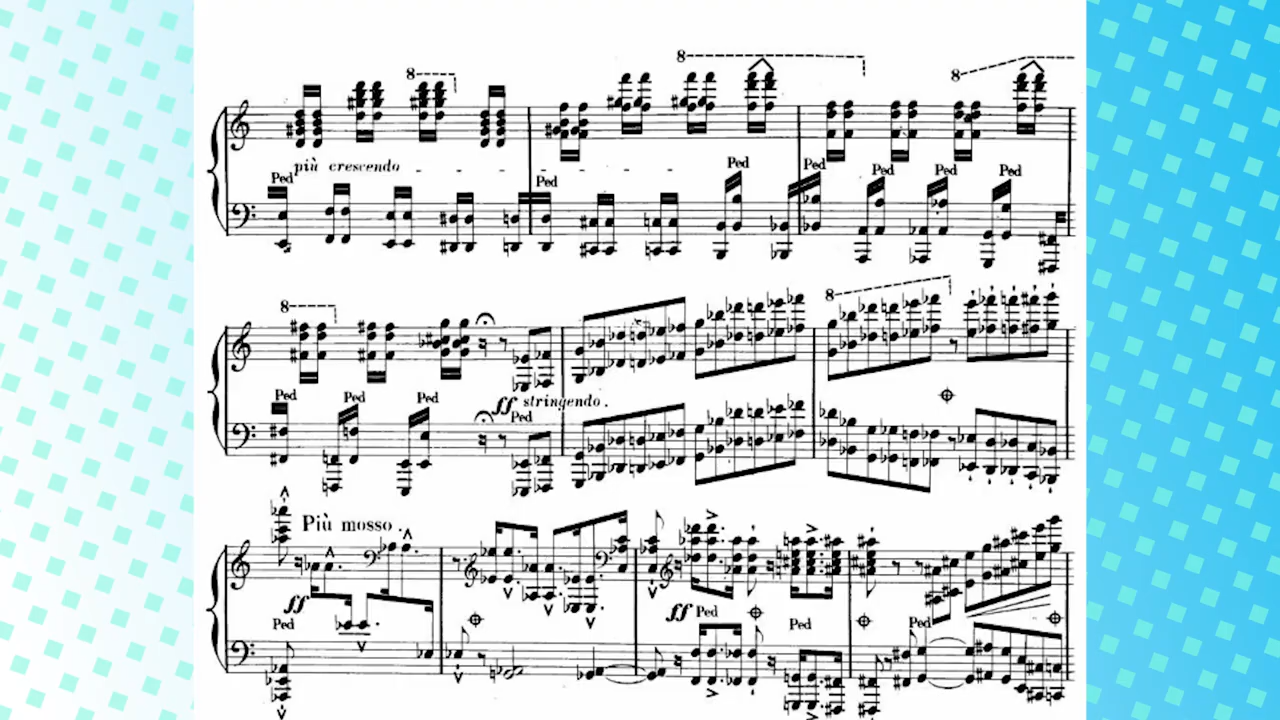 8
8
8
più crescendo
Ped Ped Ped Ped Ped Ped Ped
8
8
Ped Ped Ped
ff stringendo.
Ped
Più mosso.
ff
Ped
ff Ped Ped Ped